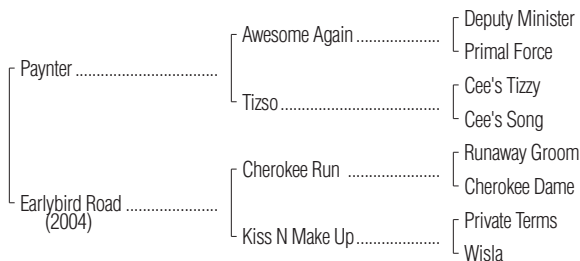 Deputy Minister
Awesome Again ....................
Primal Force
Paynter ..................................
Cee's Tizzy
Tizso ......................................
Cee's Song
Runaway Groom
Cherokee Run ......................
Cherokee Dame
Earlybird Road ......................
(2004)
Private Terms
Kiss N Make Up ....................
Wisla